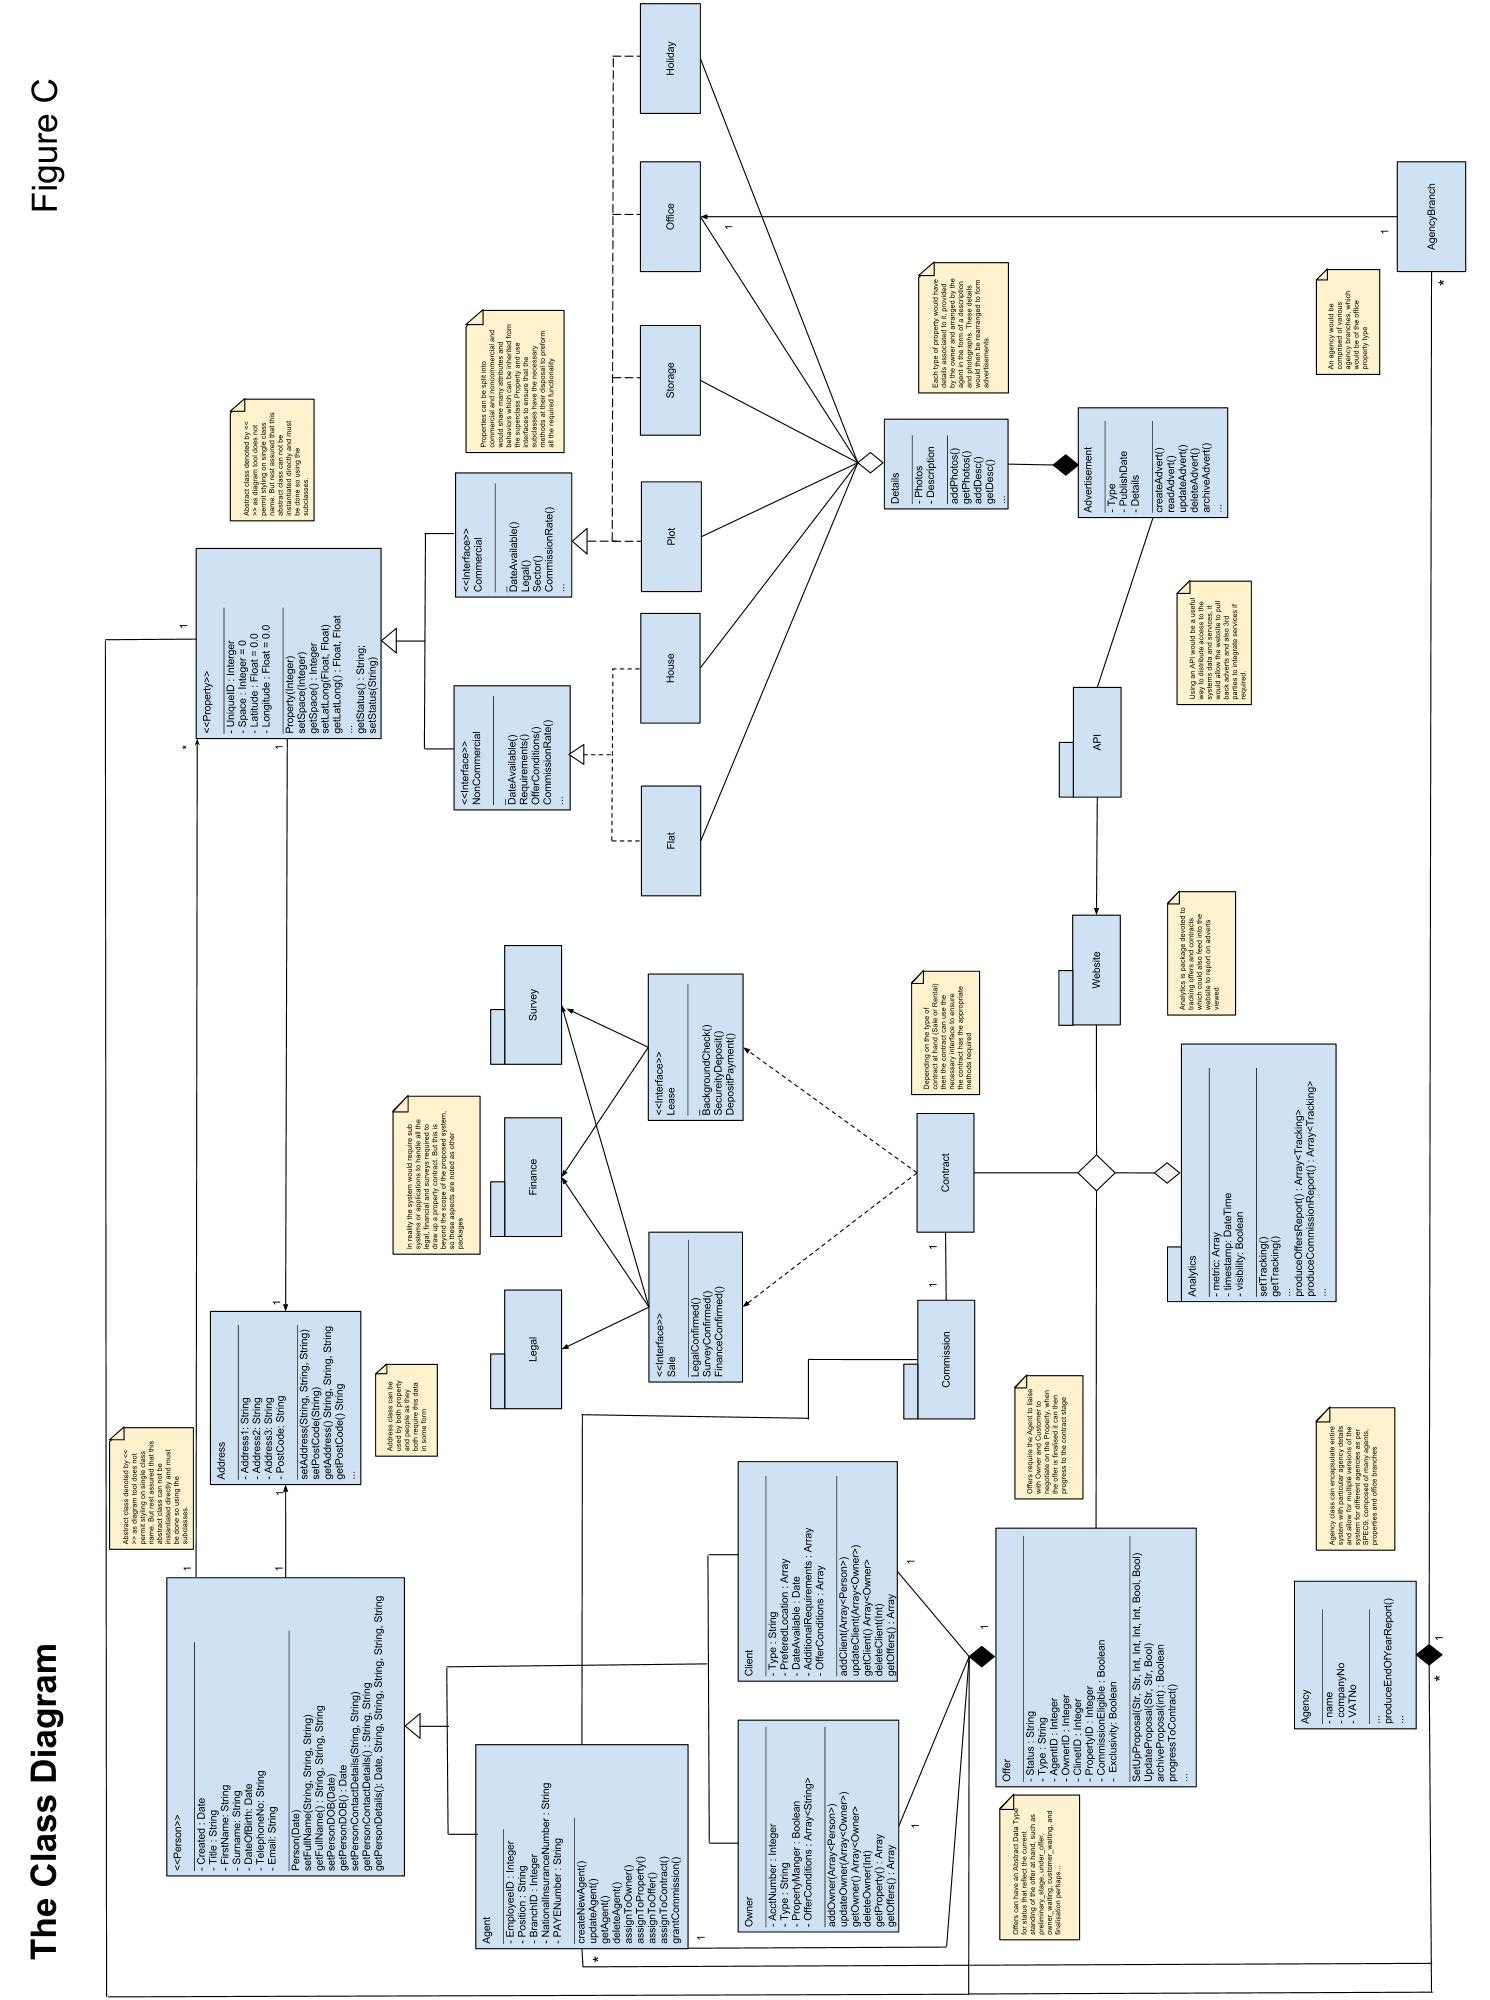 The Class Diagram
Figure C
Abstract class denoted by <<
>> as diagram tool does not
permit styling on single class
name. But rest assured that this
abstract class can not be
instantiated directly and must
be done so using the
subclasses.
<<Person>>
- Created : Date
- Title : String
- FirstName: String
- Surname: String
- DateOfBirth: Date
- TelephoneNo: String
- Email: String
Person(Date)
setFullName(String, String, String)
getFullName() : String, String, String
setPersonDOB(Date)
getPersonDOB() : Date
setPersonContactDetails(String, String)
getPersonContactDetails() : String, String
getPersonDetails(): Date, String, String, String, String, String
1
1
*
1
Address
- Address1: String
- Address2: String
- Address3: String
- PostCode: String
setAddress(String, String, String)
setPostCode(String)
getAddress() String, String, String
getPostCode() String
...
1
1
1
Address class can be
used by both property
and people as they
both require this data
in some form
<<Property>>
- UniqueID : Interger
- Space : Integer = 0
- Latitude : Float = 0.0
- Longitude : Float = 0.0
Property(Integer)
setSpace(Integer)
getSpace() : Integer
setLatLong(Float, Float)
getLatLong() : Float, Float
...
getStatus() : String;
setStatus(String)
Abstract class denoted by <<
>> as diagram tool does not
permit styling on single class
name. But rest assured that this
abstract class can not be
instantiated directly and must
be done so using the
subclasses.
<<Interface>>
NonCommercial
DateAvailable()
Requirements()
OfferConditions()
CommissionRate()
...
<<Interface>>
Commercial
DateAvailable()
Legal()
Sector()
CommissionRate()
...
Properties can be split into
commercial and noncommercial and
would share many attributes and
behaviors which can be inherited from
the superclass Property and use
interfaces to ensure that the
subclasses have the necessary
methods at their disposal to preform
all the required functionality
Flat
House
Plot
Storage
Office
Holiday
In reality the system would require sub
systems or applications to handle all the
legal, financial and surveys required to
draw up a property contract. But this is
beyond the scope of the proposed system,
so these aspects are noted as other
packages
Legal
Finance
Survey
<<Interface>>
Sale
LegalConfirmed()
SurveyConfirmed()
FinanceConfirmed()
<<Interface>>
Lease
BackgroundCheck()
SecureityDeposit()
DepositPayment()
Agent
- EmployeeID : Integer
- Position : String
- BranchID : Integer
- NationalInsuranceNumber : String
- PAYENumber : String
createNewAgent()
updateAgent()
getAgent()
deleteAgent()
assignToOwner()
assignToProperty()
assignToOffer()
assignToContract()
grantCommission()
*
1
Owner
- AcctNumber : Integer
- Type : String
- PropertyManger : Boolean
- OfferConditions : Array<String>
addOwner(Array<Person>)
updateOwner(Array<Owner>)
getOwner() Array<Owner>
deleteOwner(Int)
getProperty() : Array
getOffers() : Array
1
Client
- Type : String
- PreferedLocation : Array
- DateAvailable : Date
- AdditionalRequirements : Array
- OfferConditions : Array
addClient(Array<Person>)
updateClient(Array<Owner>)
getClient() Array<Owner>
deleteClient(Int)
getOffers() : Array
1
Commission
1
1
Contract
Depending on the type of
contract at hand (Sale or Rental)
then the contract can use the
necessary interface to ensure
the contract has the appropriate
methods required
Details
- Photos
- Description
addPhotos()
getPhotos()
addDesc()
getDesc()
...
Each type of property would have
details associated to it, provided
by the owner and arranged by the
agent in the form of a description
and photographs. These details
would then be rearranged to form
advertisements.
1
1
Offers can have an Abstract Data Type
for status that reflect the current
standing of the offer at hand, such as
preliminary_stage, under_offer,
owner_waiting, customer_waiting, and
finalisation perhaps...
Offer
- Status : String
- Type : String
- AgentID : Integer
- OwnerID : Integer
- ClinetID : Integer
- PropertyID : Integer
- CommissionEligible : Boolean
- Exclusivity: Boolean
SetUpProposal(Str, Str, Int, Int, Int, Int, Bool, Bool)
UpdateProposal(Str, Str, Bool)
archiveProposal(int) : Boolean
progressToContract()
...
1
Offers require the Agent to liaise
with Owner and Customer to
negotiate on the Property, when
the offer is finalised it can then
progress to the contract stage
Website
API
Advertisement
- Type
- PublishDate
- Details
createAdvert()
readAdvert()
updateAdvert()
deleteAdvert()
archiveAdvert()
...
Analytics is package devoted to
tracking offers and contracts
which could also feed into the
website to report on adverts
viewed
Using an API would be a useful
way to distribute access to the
systems data and services, it
would allow the website to pull
back adverts and also 3rd
parties to integrate services if
required.
Analytics
- metric: Array
- timestamp: DateTime
- visibility: Boolean
setTracking()
getTracking()
...
produceOffersReport() : Array<Tracking>
produceCommissionReport() : Array<Tracking>
...
Agency
- name
- companyNo
- VATNo
...
produceEndOfYearReport()
...
*
1
Agency class can encapsulate entire
system with particular agency details
and allow for multiple versions of the
system for different agencies as per
SPEC9, composed of many agents,
properties and office branches
An agency would be
comprised of various
agency branches, which
would be of the office
property type
AgencyBranch
*